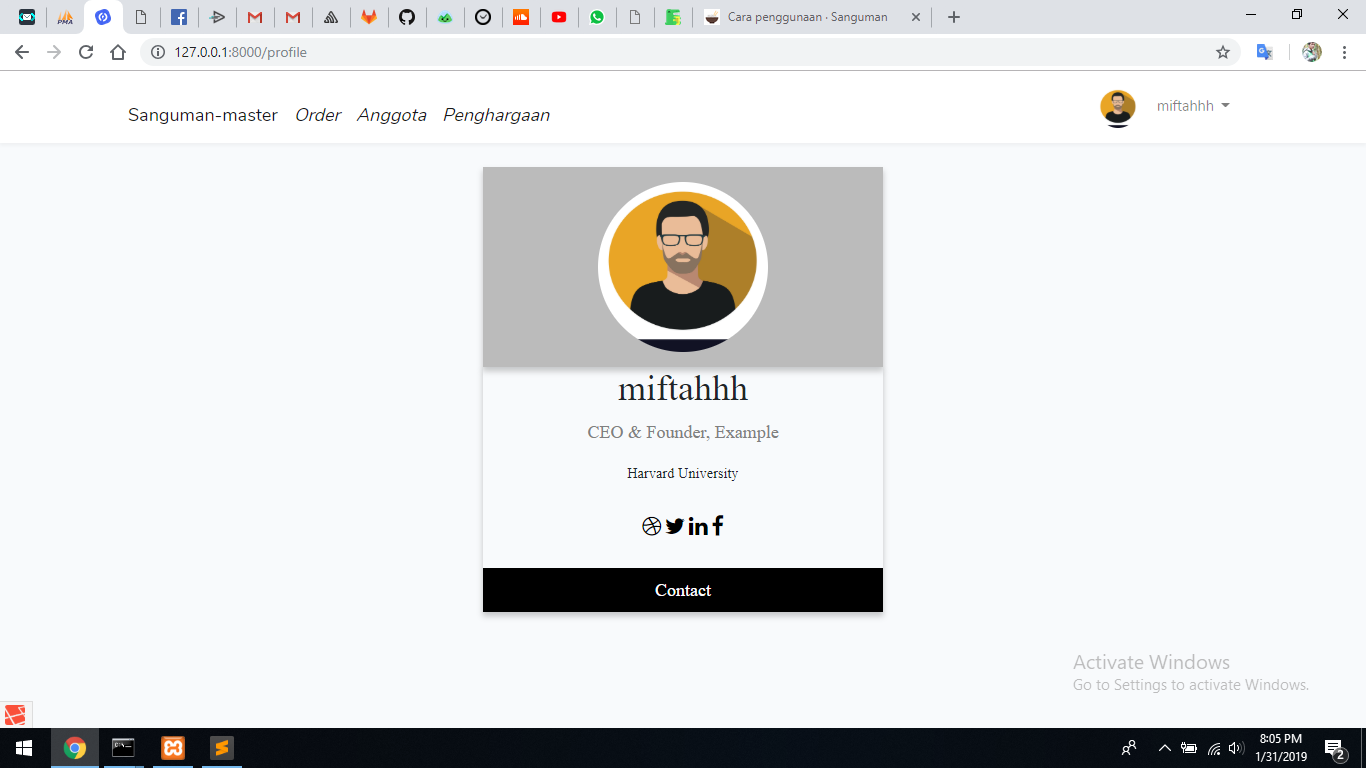 PMA
Cara penggunaan · Sanguman
127.0.0.1:8000/profile
Sanguman-master Order Anggota Penghargaan miftahhh
miftahhh
CEO & Founder, Example
Harvard University
Contact
Activate Windows
Go to Settings to activate Windows.
8:05 PM
1/31/2019
2